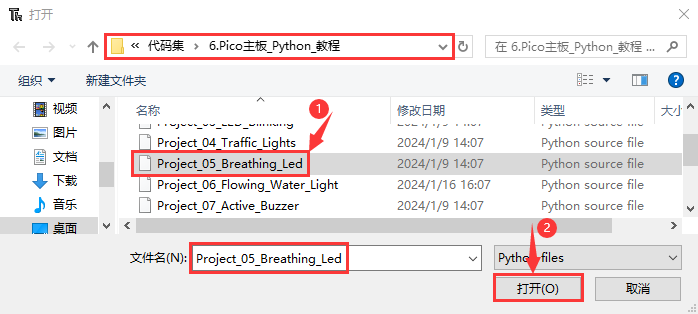 打开
« 代码集 › 6.Pico主板_Python_教程
在 6.Pico主板_Python_教程 ...
组织 新建文件夹
名称 修改日期 类型 大小
视频
图片
文档
下载
音乐
桌面
Project_03_LED_Blinking 2024/1/9 14:07 Python source file
Project_04_Traffic_Lights 2024/1/9 14:07 Python source file
1
Project_05_Breathing_Led 2024/1/9 14:07 Python source file
Project_06_Flowing_Water_Light 2024/1/16 16:07 Python source file
Project_07_Active_Buzzer 2024/1/9 14:07 Python source file
2
文件名(N): Project_05_Breathing_Led Python files
打开(O) 取消